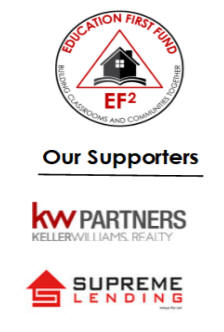 EDUCATION FIRST FUND
EF²
BUILDING CLASSROOMS AND COMMUNITIES TOGETHER
Our Supporters
kw PARTNERS
KELLERWILLIAMS. REALTY
SUPREME
LENDING